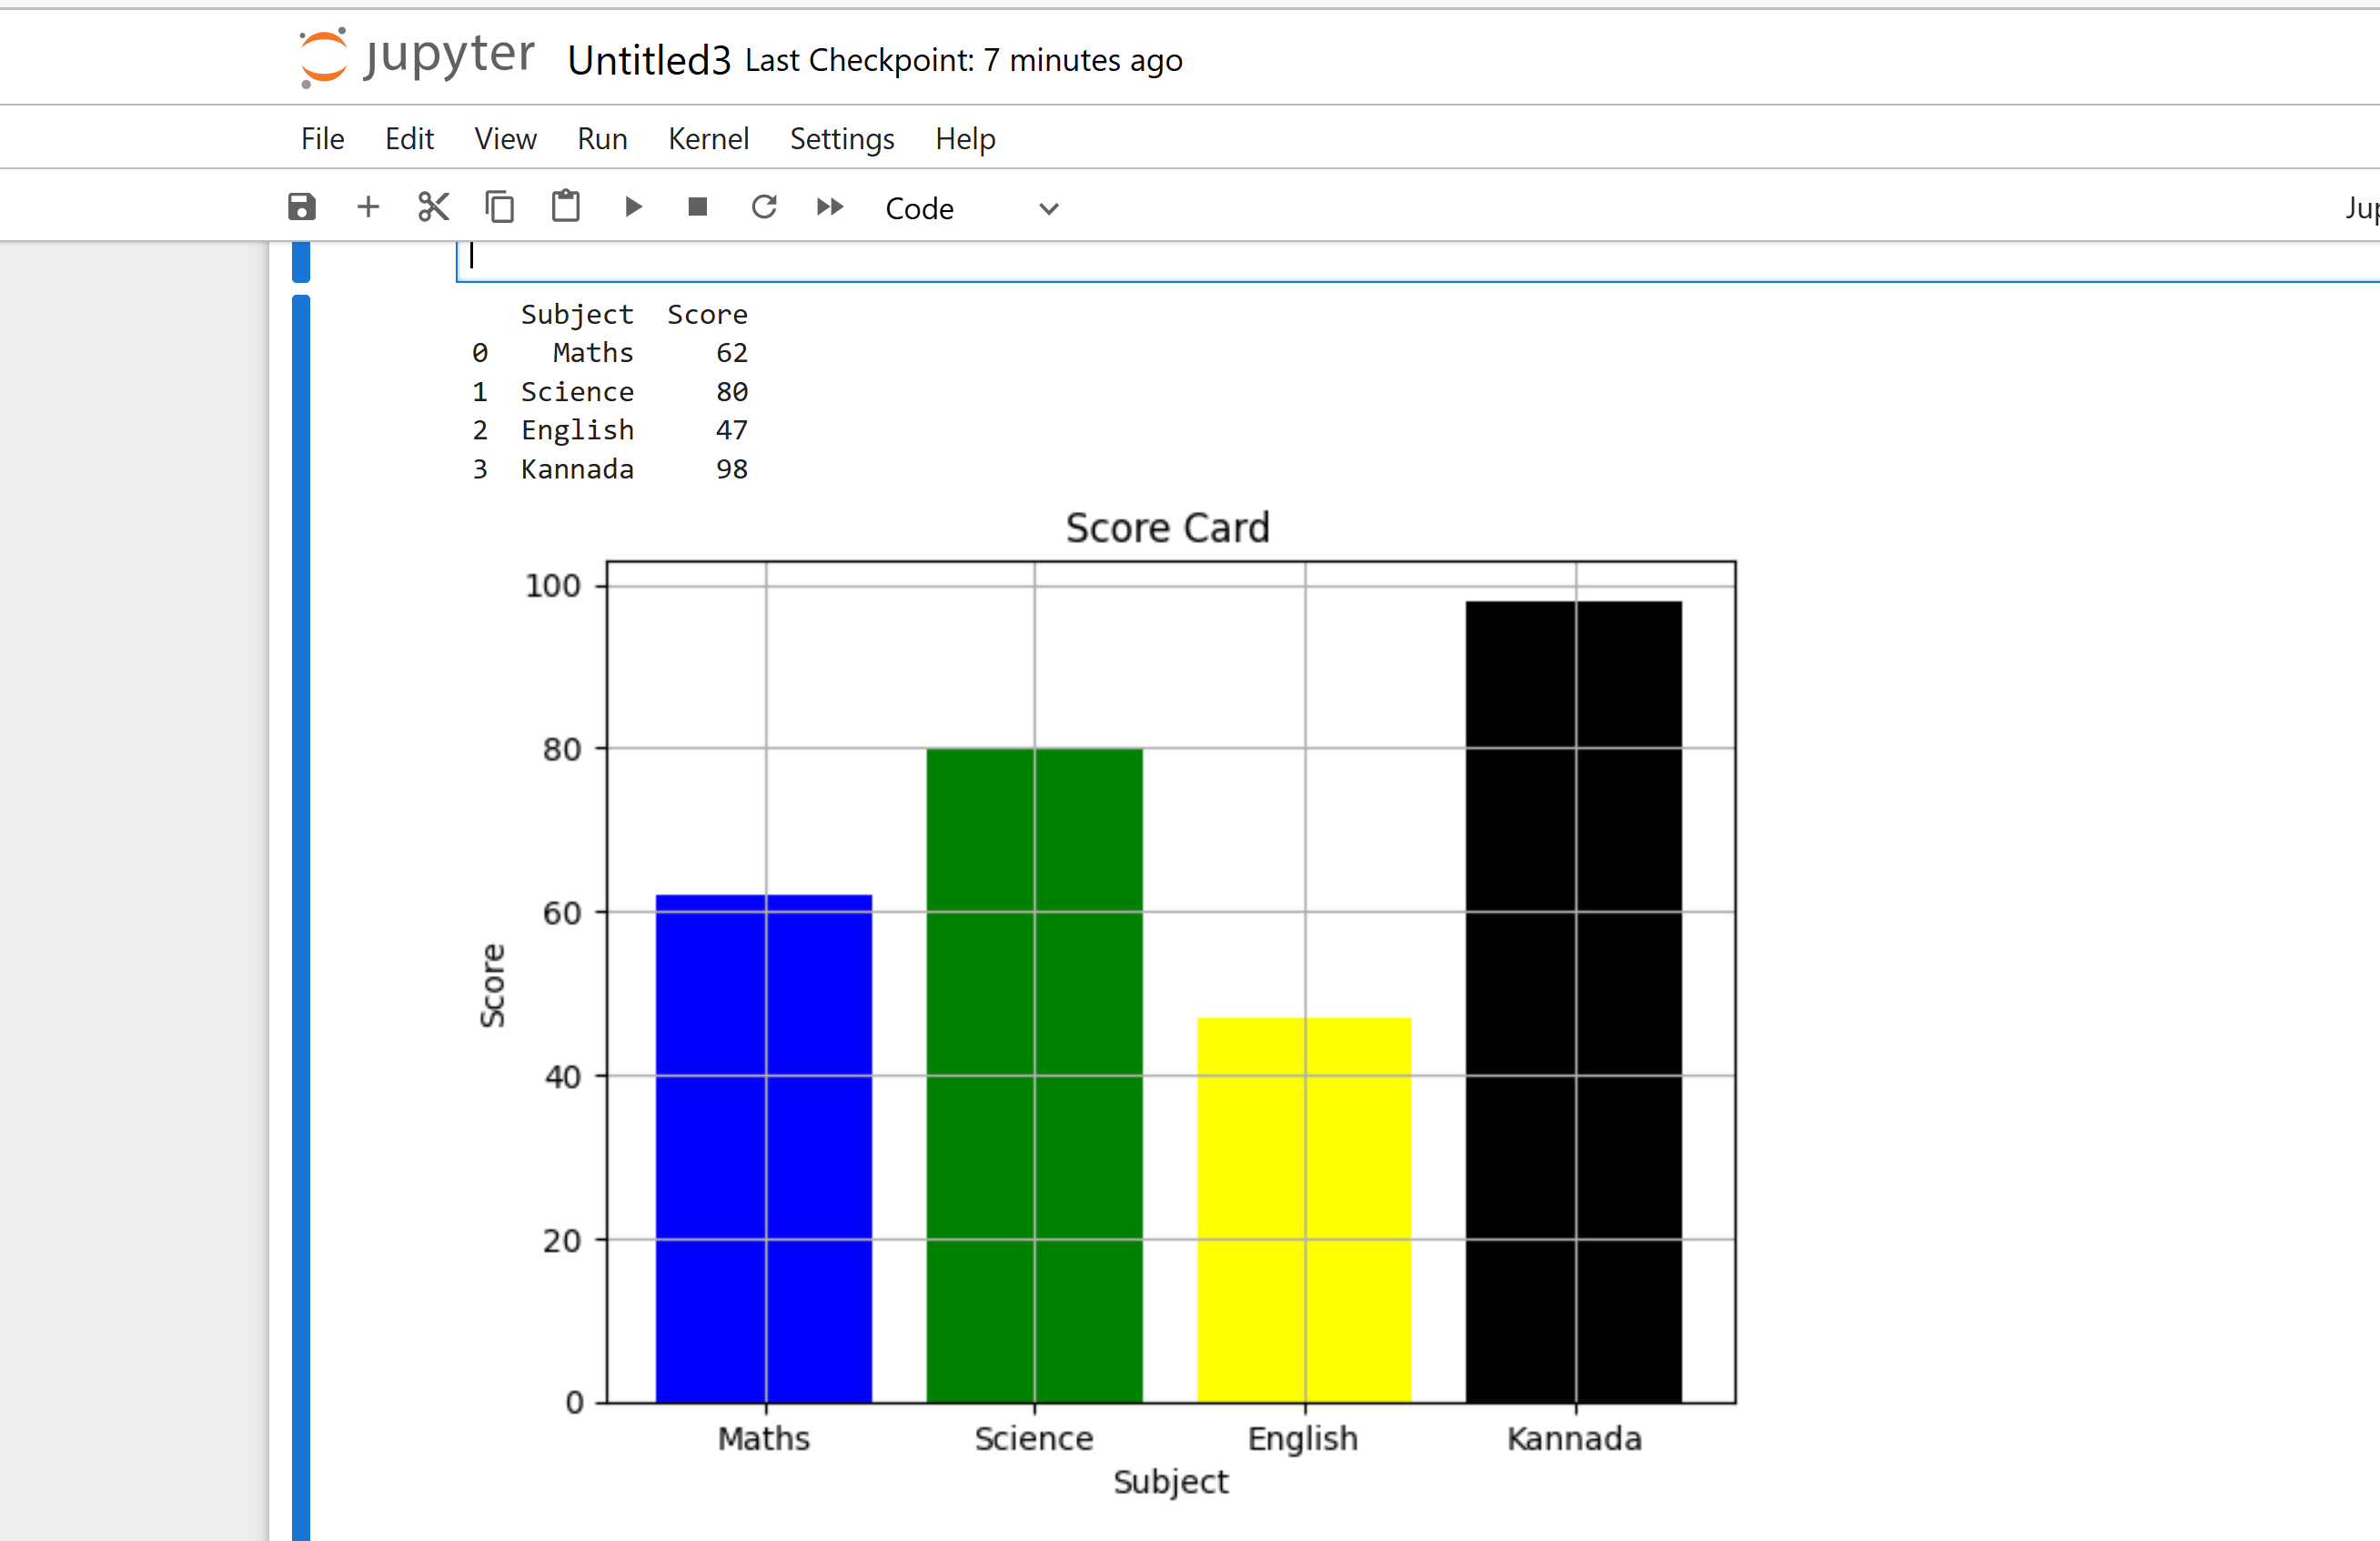 jupyter Untitled3 Last Checkpoint: 7 minutes ago
File Edit View Run Kernel Settings Help
Code
Subject Score
0 Maths 62
1 Science 80
2 English 47
3 Kannada 98
Score Card
100
80
60
40
20
0
Score
Maths Science English Kannada
Subject